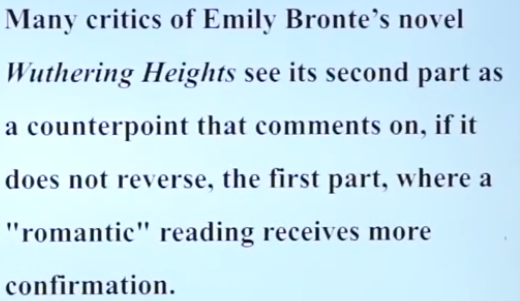 Many critics of Emily Bronte’s novel
Wuthering Heights see its second part as
a counterpoint that comments on, if it
does not reverse, the first part, where a
"romantic" reading receives more
confirmation.